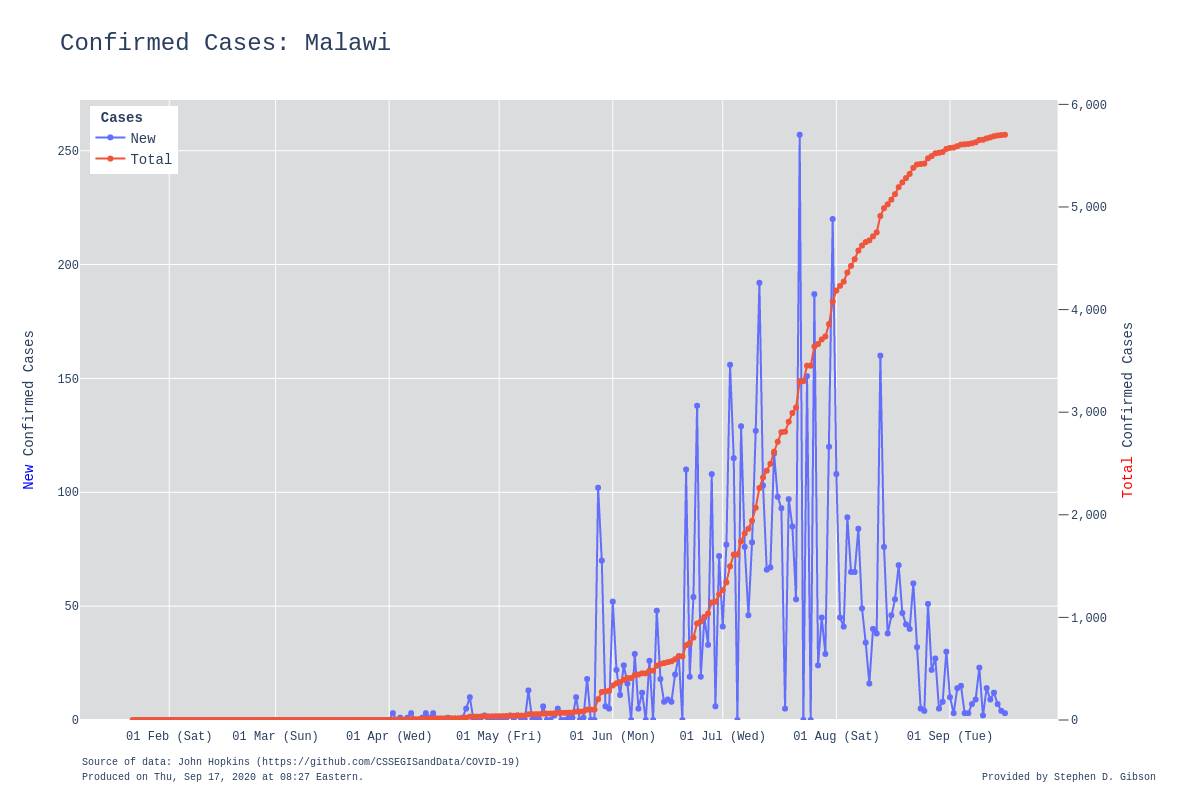 Confirmed Cases: Malawi
Cases
New
Total
250
200
150
100
50
0
6,000
5,000
4,000
3,000
2,000
1,000
0
New Confirmed Cases
Total Confirmed Cases
01 Feb (Sat) 01 Mar (Sun) 01 Apr (Wed) 01 May (Fri) 01 Jun (Mon) 01 Jul (Wed) 01 Aug (Sat) 01 Sep (Tue)
Source of data: John Hopkins (https://github.com/CSSEGISandData/COVID-19)
Produced on Thu, Sep 17, 2020 at 08:27 Eastern.
Provided by Stephen D. Gibson